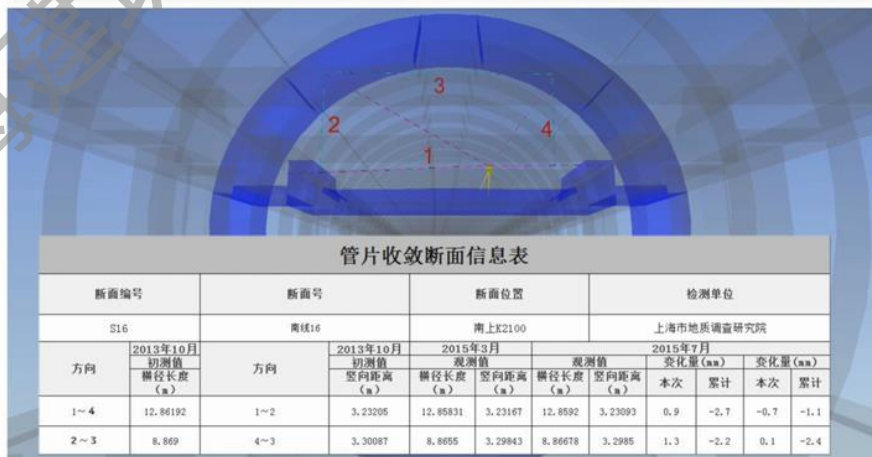 3
2
4
1
管片收敛断面信息表
断面编号 断面号 断面位置 检测单位
S16 南线16 南上K2100 上海市地质调查研究院
方向 2013年10月 方向 2013年10月 2015年3月 2015年7月
初测值 初测值 观测值 观测值 变化量(mm) 变化量(mm)
横径长度(m) 竖向距离(m) 横径长度(m) 竖向距离(m) 横径长度(m) 竖向距离(m) 本次 累计 本次 累计
1~4 12.86192 1~2 3.23205 12.85831 3.23167 12.8592 3.23093 0.9 -2.7 -0.7 -1.1
2~3 8.869 4~3 3.30087 8.8655 3.29843 8.86678 3.2985 1.3 -2.2 0.1 -2.4